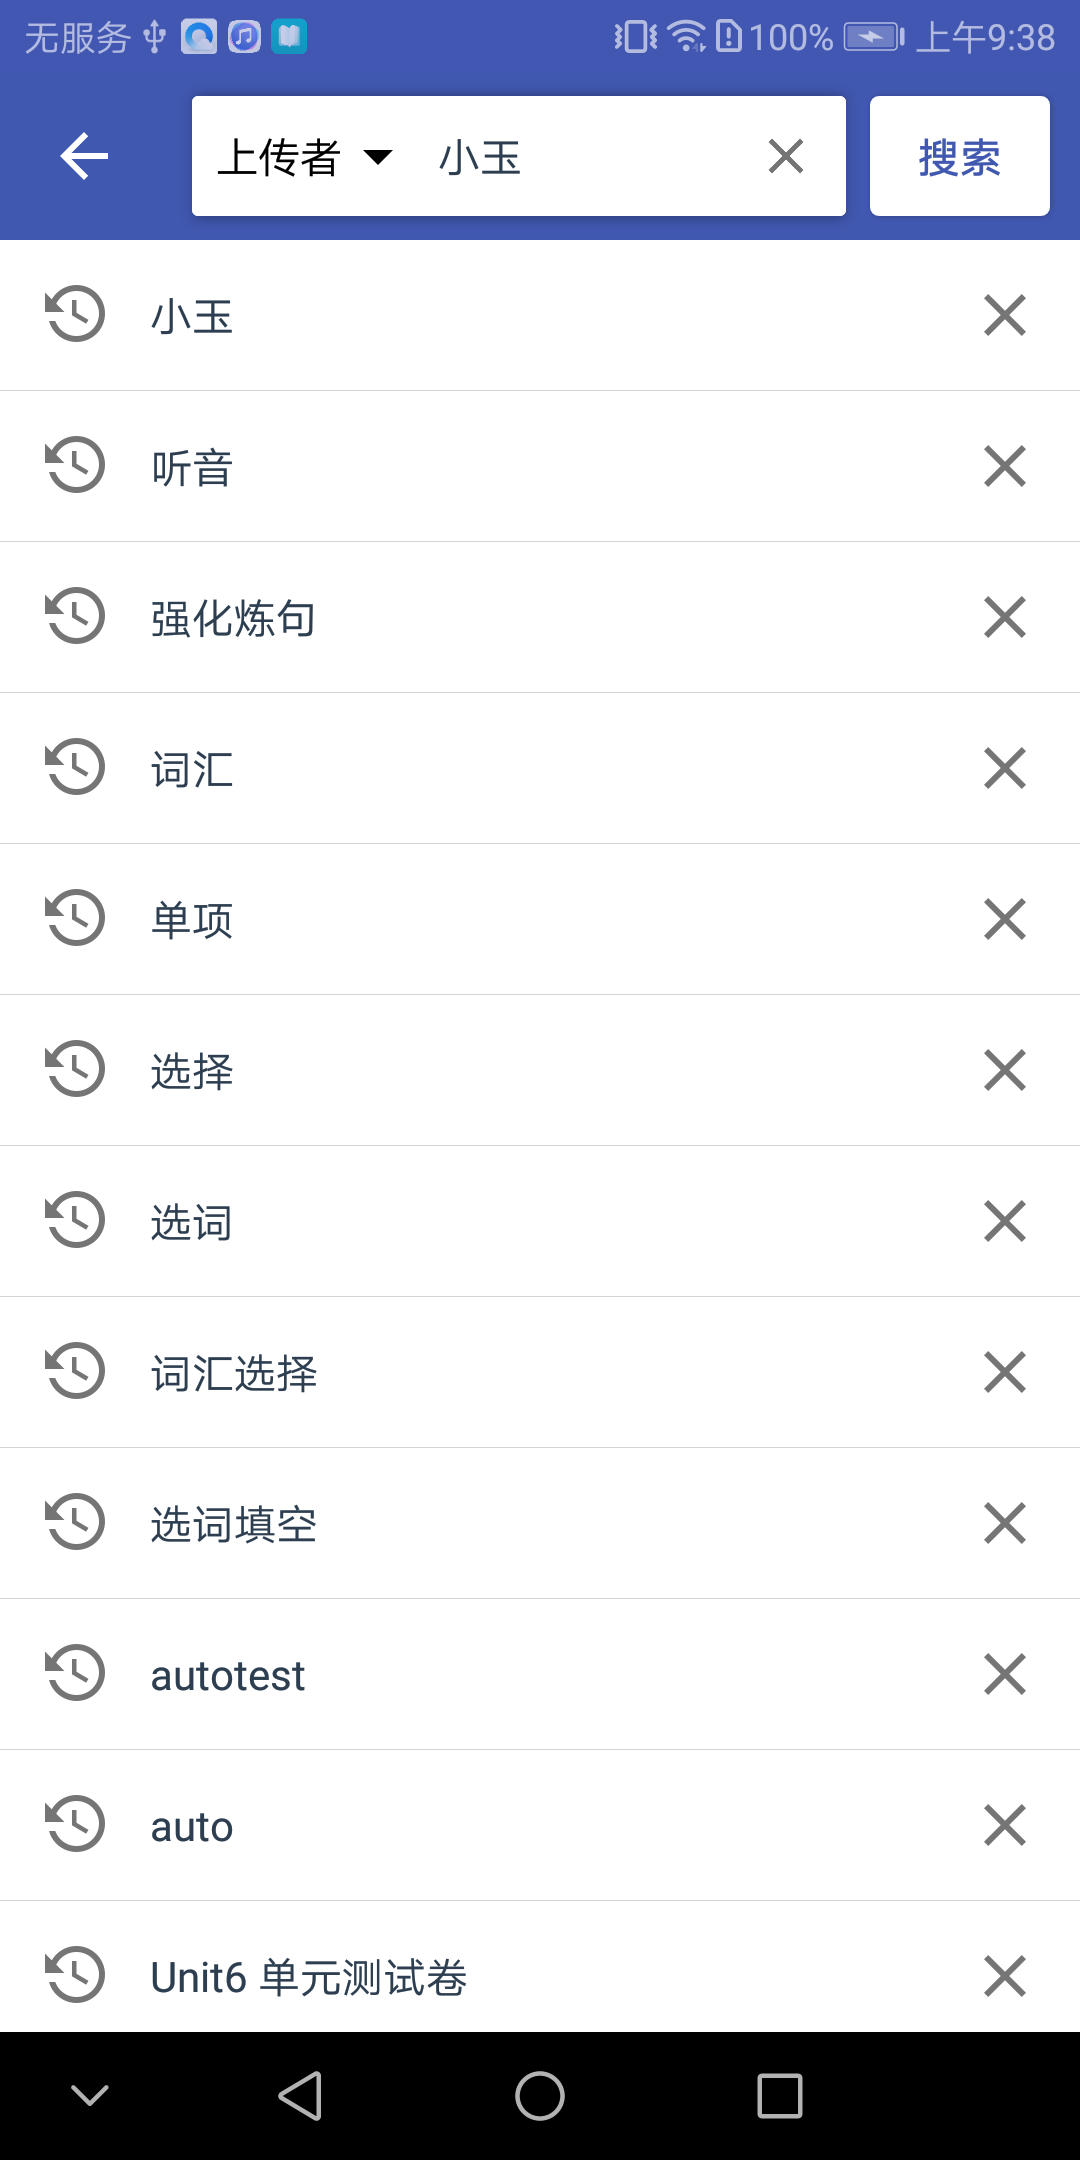 无服务 100% 上午9:38
上传者 小玉 搜索
小玉
听音
强化炼句
词汇
单项
选择
选词
词汇选择
选词填空
autotest
auto
Unit6 单元测试卷